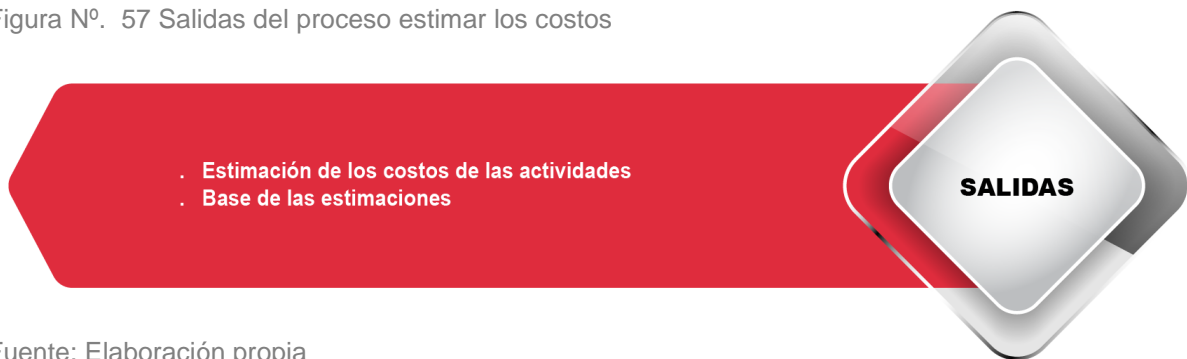 Figura Nº. 57 Salidas del proceso estimar los costos
. Estimación de los costos de las actividades
. Base de las estimaciones
SALIDAS
Fuente: Elaboración propia